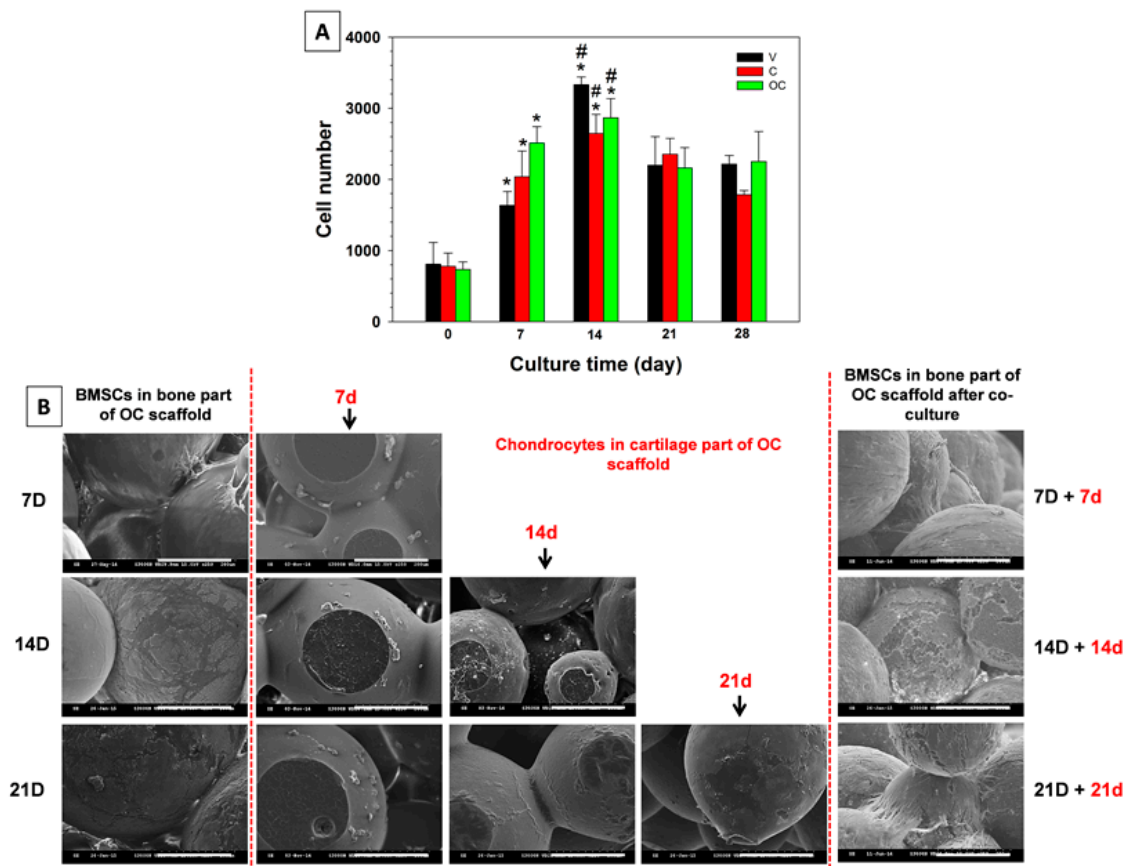 A
4000
3000
2000
1000
0
Cell number
#
*
#
*
#
*
*
*
*
V
C
OC
0 7 14 21 28
Culture time (day)
B
BMSCs in bone part
of OC scaffold
7d
Chondrocytes in cartilage part of OC
scaffold
BMSCs in bone part of
OC scaffold after co-
culture
7D
7D + 7d
14d
14D
14D + 14d
21d
21D
21D + 21d